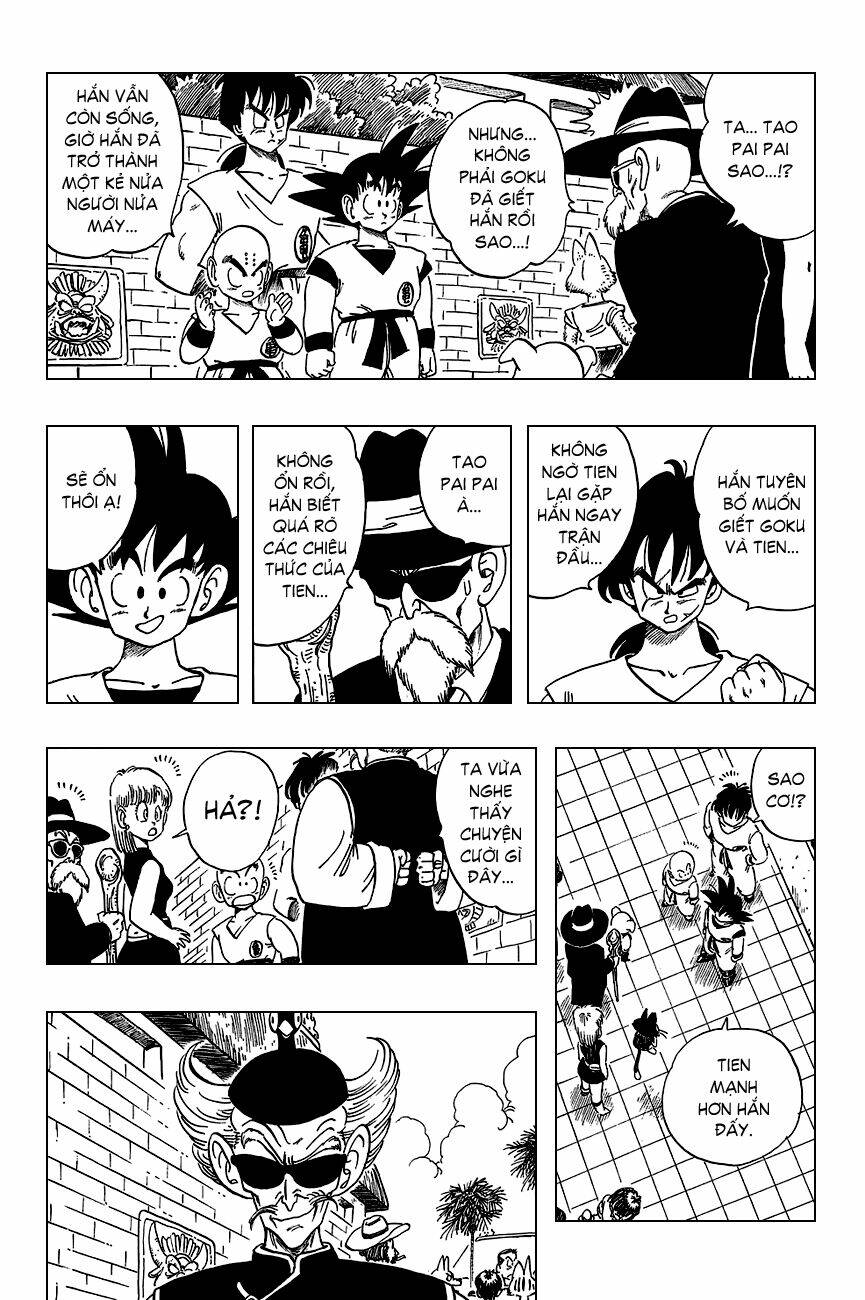 TA... TAO
PAI PAI
SAO...!?
NHƯNG...
KHÔNG
PHẢI GOKU
ĐÃ GIẾT
HẮN RỒI
SAO...!
HẮN VẪN
CÒN SỐNG,
GIỜ HẮN ĐÃ
TRỞ THÀNH
MỘT KẺ NỬA
NGƯỜI NỬA
MÁY...
HẮN TUYÊN
BỐ MUỐN
GIẾT GOKU
VÀ TIEN...
KHÔNG
NGỜ TIEN
LẠI GẶP
HẮN NGAY
TRẬN
ĐẦU...
TAO
PAI PAI
À...
KHÔNG
ỔN RỒI,
HẮN BIẾT
QUÁ RÕ
CÁC CHIÊU
THỨC CỦA
TIEN...
SẼ ỔN
THÔI Ạ!
SAO
CƠ!?
TIEN
MẠNH
HƠN HẮN
ĐẤY.
TA VỪA
NGHE
THẤY
CHUYỆN
CƯỜI GÌ
ĐÂY...
HẢ?!